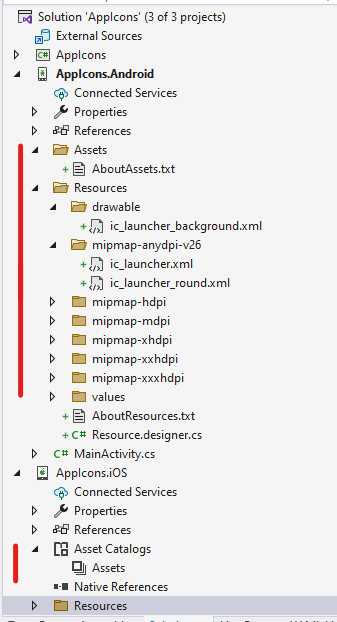 Solution 'AppIcons' (3 of 3 projects)
External Sources
AppIcons
AppIcons.Android
Connected Services
Properties
References
Assets
AboutAssets.txt
Resources
drawable
ic_launcher_background.xml
mipmap-anydpi-v26
ic_launcher.xml
ic_launcher_round.xml
mipmap-hdpi
mipmap-mdpi
mipmap-xhdpi
mipmap-xxhdpi
mipmap-xxxhdpi
values
AboutResources.txt
Resource.designer.cs
MainActivity.cs
AppIcons.iOS
Connected Services
Properties
References
Asset Catalogs
Assets
Native References
Resources